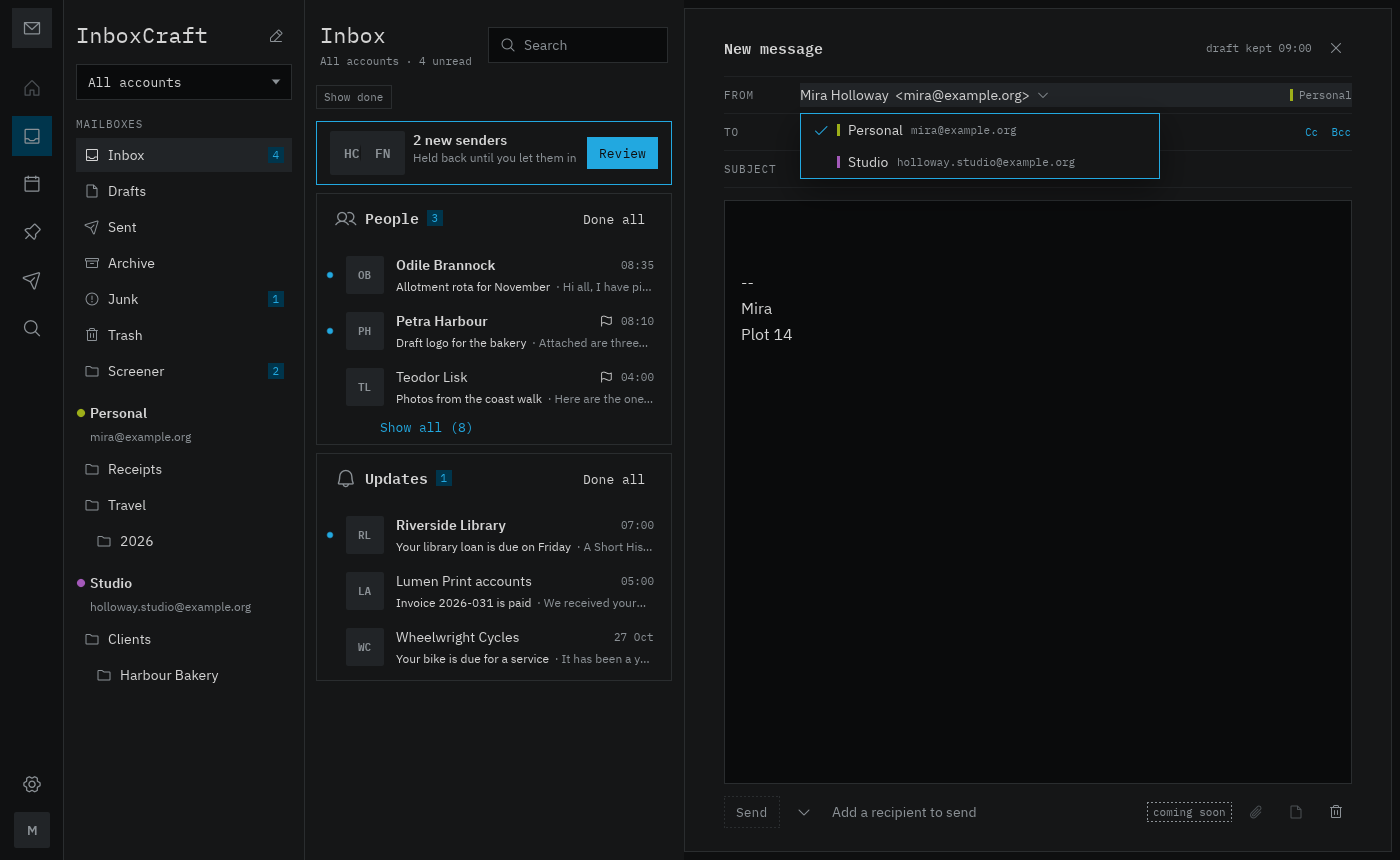 InboxCraft
All accounts
MAILBOXES
Inbox 4
Drafts
Sent
Archive
Junk 1
Trash
Screener 2
Personal
mira@example.org
Receipts
Travel
2026
Studio
holloway.studio@example.org
Clients
Harbour Bakery
M
Inbox
All accounts · 4 unread
Search
Show done
HC FN
2 new senders
Held back until you let them in
Review
People 3 Done all
OB
Odile Brannock 08:35
Allotment rota for November · Hi all, I have pi…
PH
Petra Harbour 08:10
Draft logo for the bakery · Attached are three…
TL
Teodor Lisk 04:00
Photos from the coast walk · Here are the one…
Show all (8)
Updates 1 Done all
RL
Riverside Library 07:00
Your library loan is due on Friday · A Short His…
LA
Lumen Print accounts 05:00
Invoice 2026-031 is paid · We received your…
WC
Wheelwright Cycles 27 Oct
Your bike is due for a service · It has been a y…
New message draft kept 09:00
FROM Mira Holloway <mira@example.org> Personal
TO Cc Bcc
Personal mira@example.org
Studio holloway.studio@example.org
SUBJECT
--
Mira
Plot 14
Send Add a recipient to send coming soon